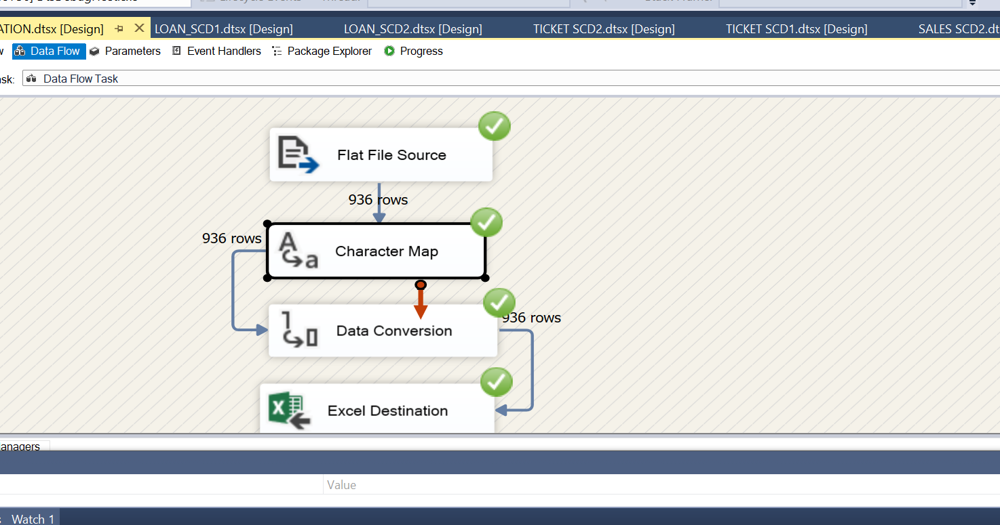 ATION.dtsx [Design] LOAN_SCD1.dtsx [Design] LOAN_SCD2.dtsx [Design] TICKET SCD2.dtsx [Design] TICKET SCD1.dtsx [Design] SALES SCD2.dt
Data Flow Parameters Event Handlers Package Explorer Progress
ask: Data Flow Task
Flat File Source
936 rows
936 rows
Character Map
Data Conversion
936 rows
Excel Destination
anagers
Value
Watch 1